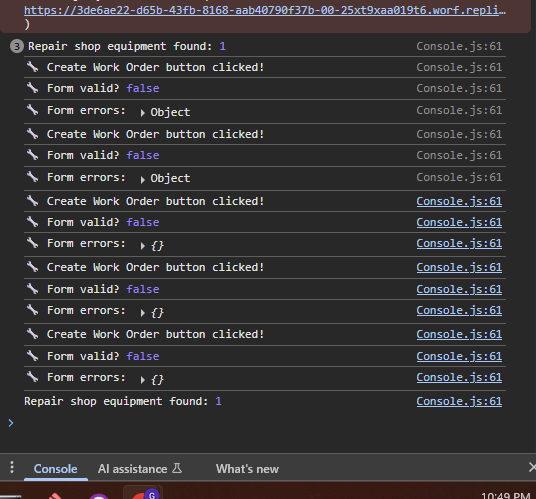 https://3de6ae22-d65b-43fb-8168-aab40790f37b-00-25xt9xaa019t6.worf.repli…
)
3 Repair shop equipment found: 1 Console.js:61
🔧 Create Work Order button clicked! Console.js:61
🔧 Form valid? false Console.js:61
🔧 Form errors: ▶ Object Console.js:61
🔧 Create Work Order button clicked! Console.js:61
🔧 Form valid? false Console.js:61
🔧 Form errors: ▶ Object Console.js:61
🔧 Create Work Order button clicked! Console.js:61
🔧 Form valid? false Console.js:61
🔧 Form errors: ▶ {} Console.js:61
🔧 Create Work Order button clicked! Console.js:61
🔧 Form valid? false Console.js:61
🔧 Form errors: ▶ {} Console.js:61
🔧 Create Work Order button clicked! Console.js:61
🔧 Form valid? false Console.js:61
🔧 Form errors: ▶ {} Console.js:61
Repair shop equipment found: 1 Console.js:61
>
Console AI assistance What's new
G
10:49 PM